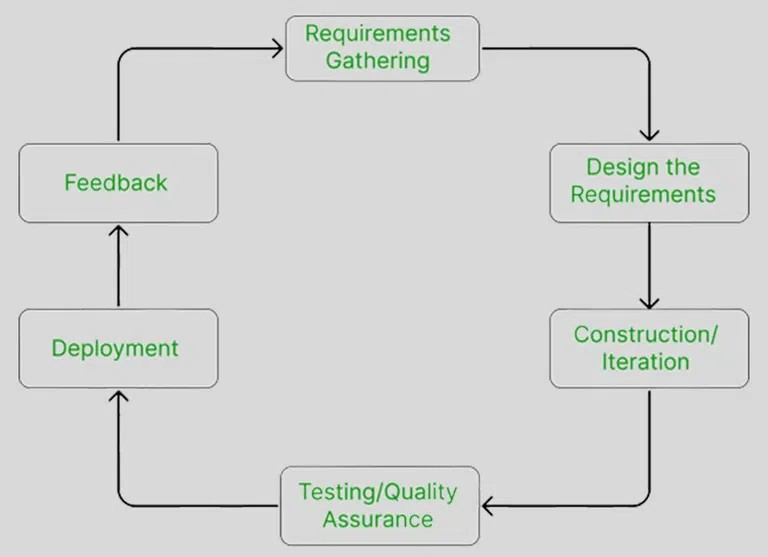 Requirements
Gathering
Design the
Requirements
Construction/
Iteration
Testing/Quality
Assurance
Deployment
Feedback